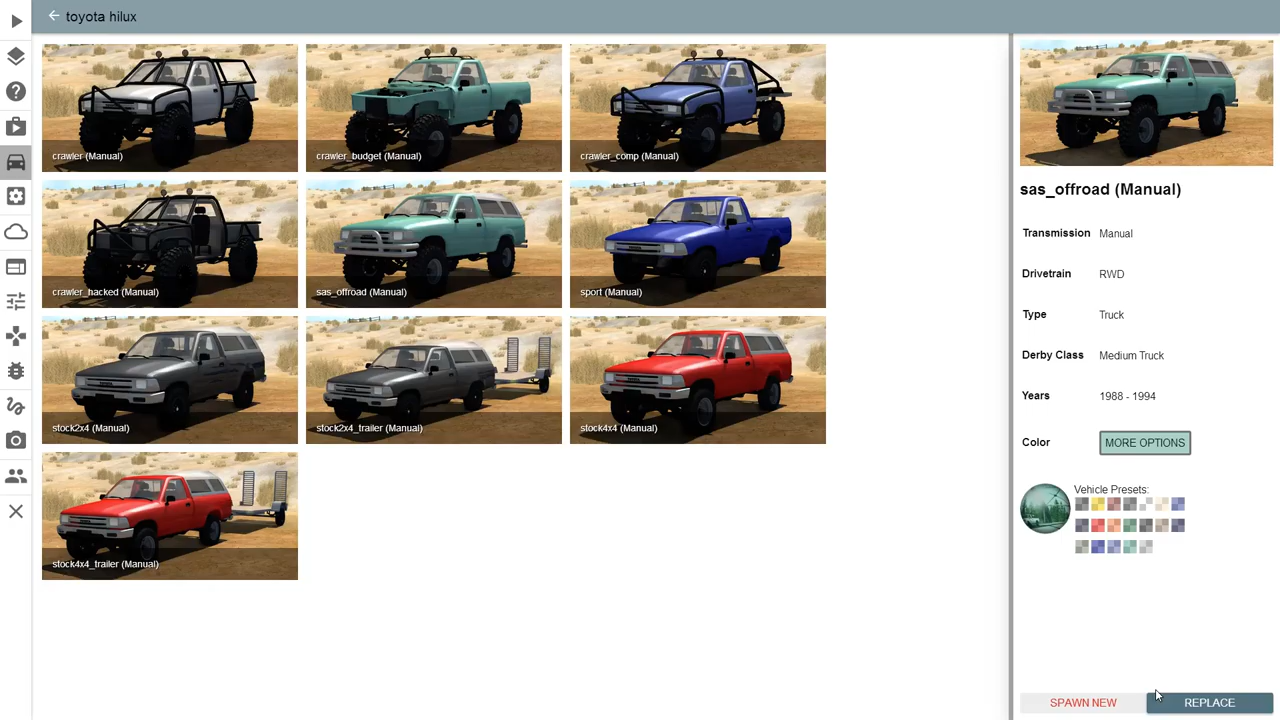 toyota hilux
crawler (Manual)
crawler_budget (Manual)
crawler_comp (Manual)
crawler_hacked (Manual)
sas_offroad (Manual)
sport (Manual)
stock2x4 (Manual)
stock2x4_trailer (Manual)
stock4x4 (Manual)
stock4x4_trailer (Manual)
sas_offroad (Manual)
Transmission Manual
Drivetrain RWD
Type Truck
Derby Class Medium Truck
Years 1988 - 1994
Color MORE OPTIONS
Vehicle Presets:
SPAWN NEW REPLACE